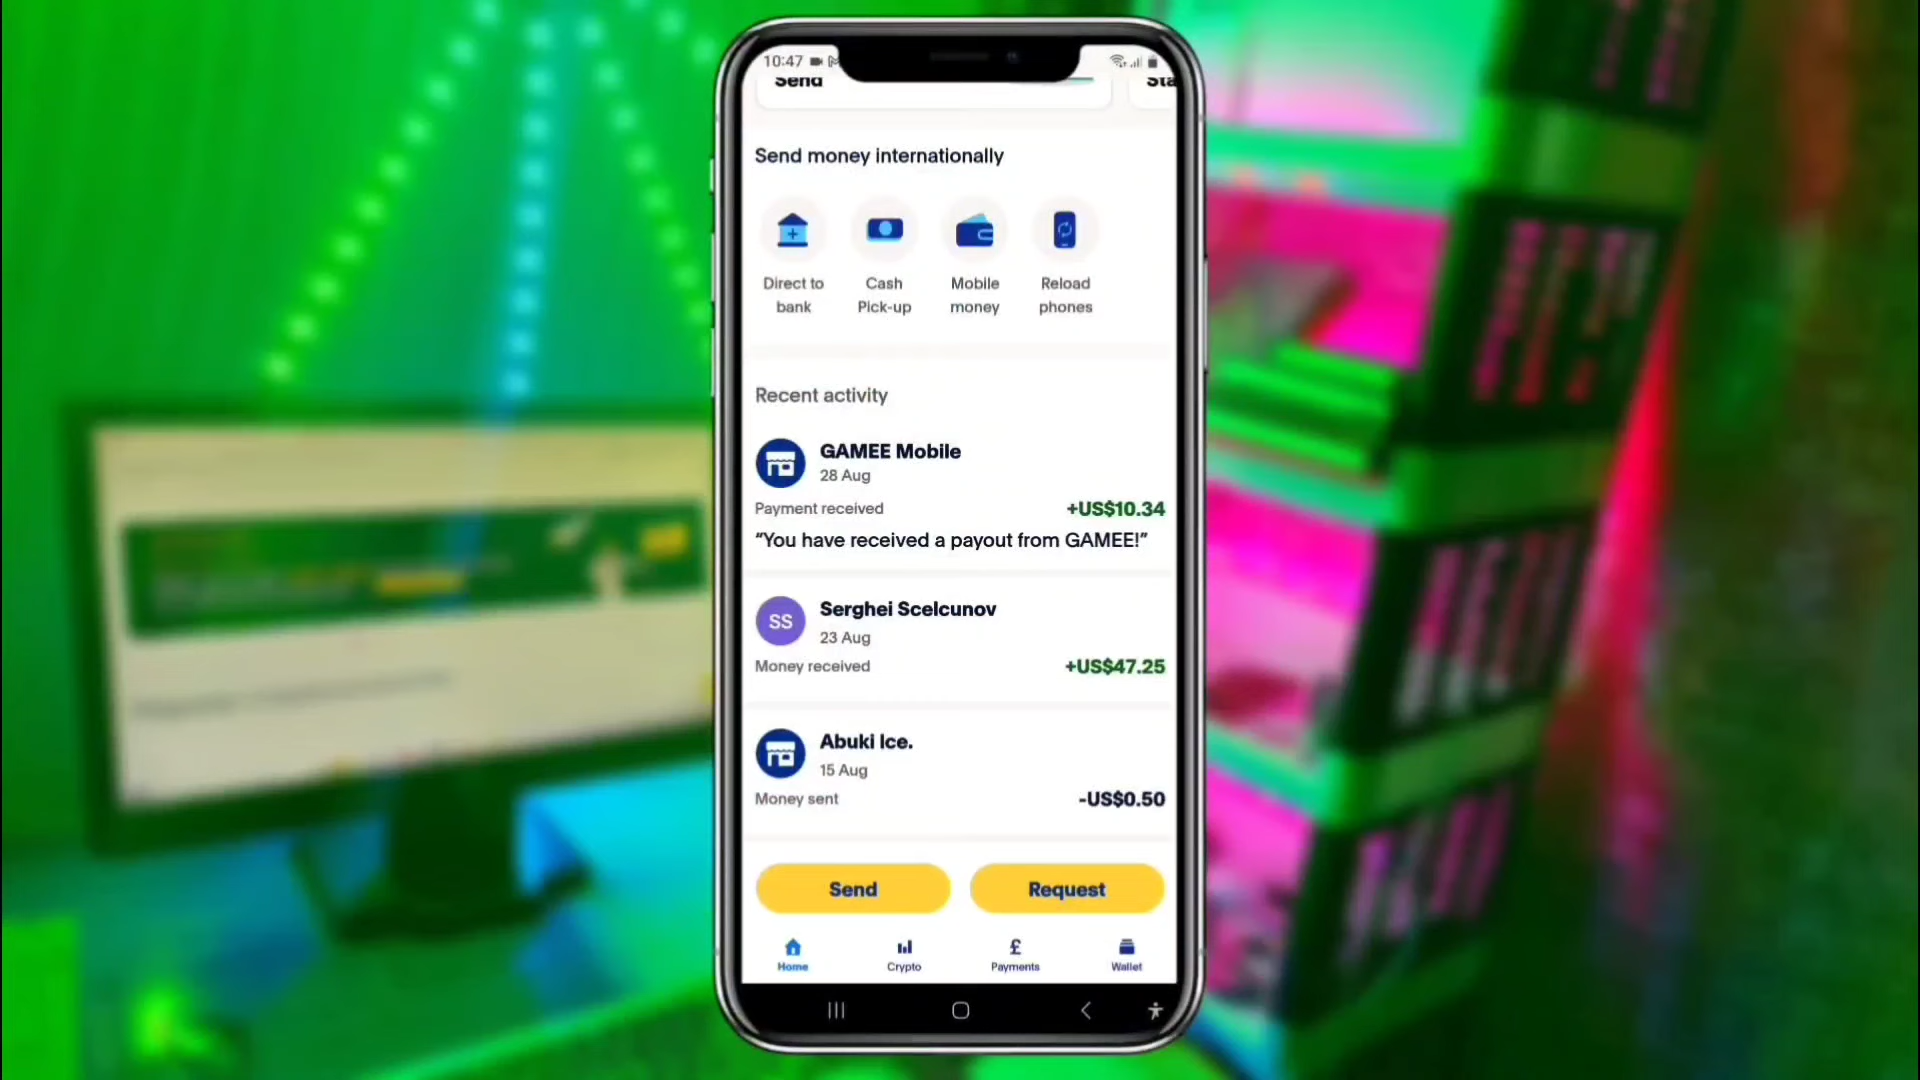 10:47
Send
Sta
Send money internationally
Direct to bank
Cash Pick-up
Mobile money
Reload phones
Recent activity
GAMEE Mobile
28 Aug
Payment received +US$10.34
“You have received a payout from GAMEE!”
SS
Serghei Scelcunov
23 Aug
Money received +US$47.25
Abuki Ice.
15 Aug
Money sent -US$0.50
Send Request
£
Home Crypto Payments Wallet